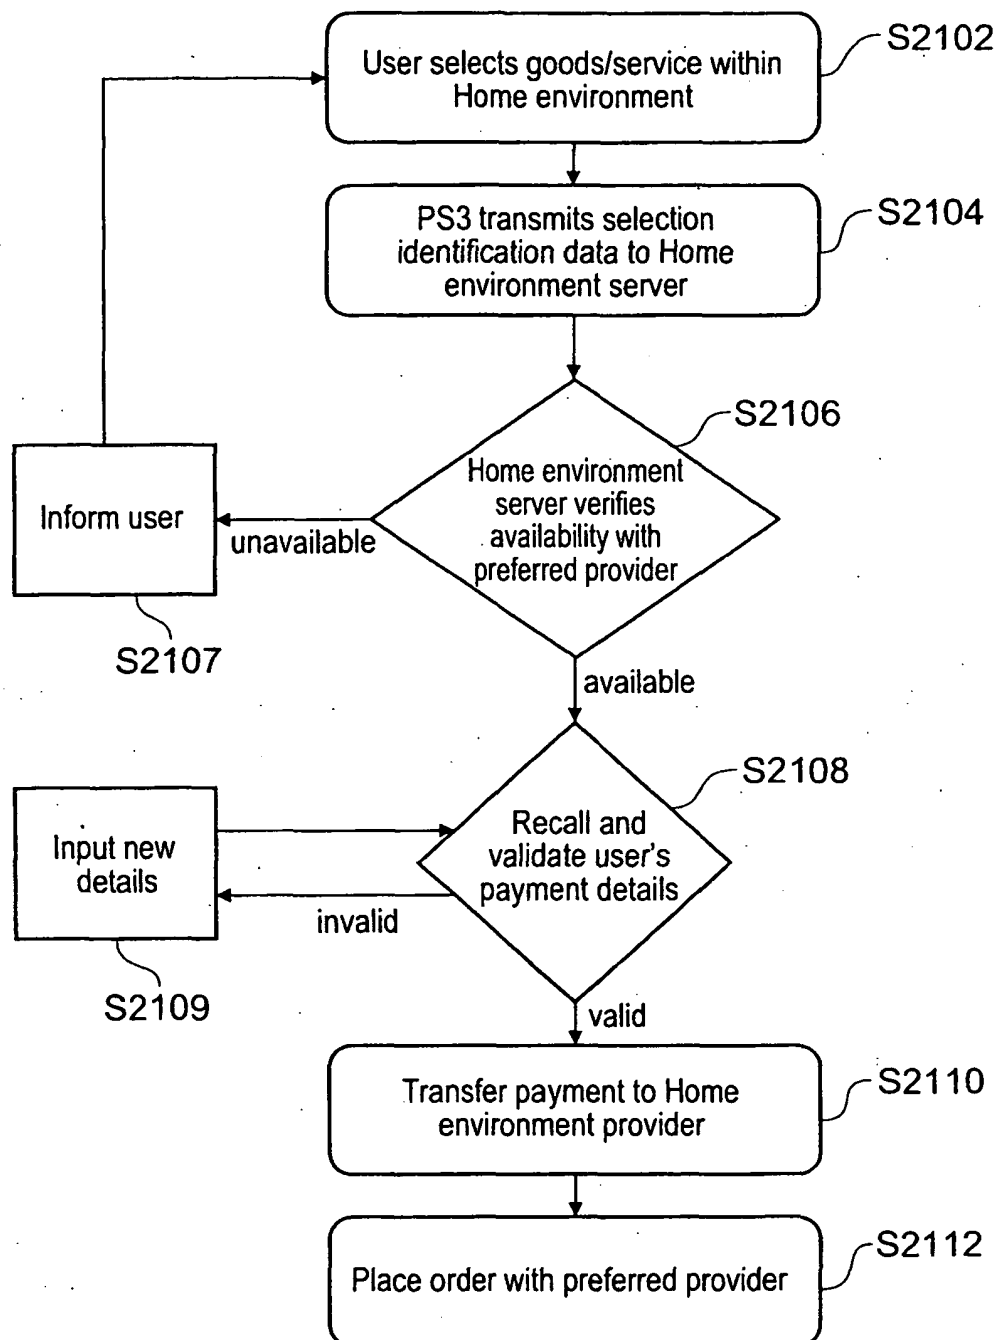 User selects goods/service within
Home environment
S2102
PS3 transmits selection
identification data to Home
environment server
S2104
Home environment
server verifies
availability with
preferred provider
S2106
unavailable
Inform user
S2107
available
Recall and
validate user's
payment details
S2108
Input new
details
invalid
S2109
valid
Transfer payment to Home
environment provider
S2110
Place order with preferred provider
S2112